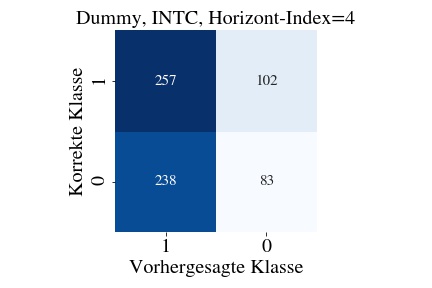 Dummy, INTC, Horizont-Index=4
Korrekte Klasse
1
257
102
0
238
83
1
0
Vorhergesagte Klasse